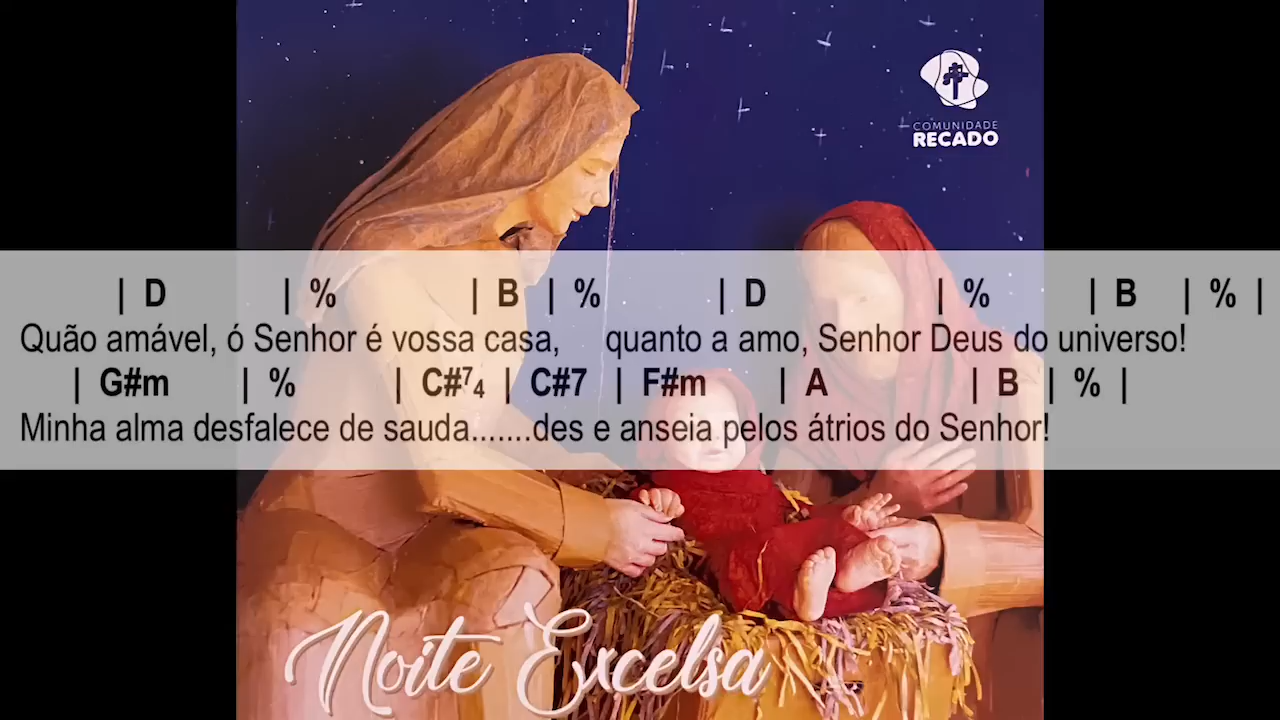 COMUNIDADE
RECADO
| D | % | B | % | D | % | B | % |
Quão amável, ó Senhor é vossa casa, quanto a amo, Senhor Deus do universo!
| G#m | % | C#⁷₄ | C#7 | F#m | A | B | % |
Minha alma desfalece de sauda.......des e anseia pelos átrios do Senhor!
Noite Excelsa